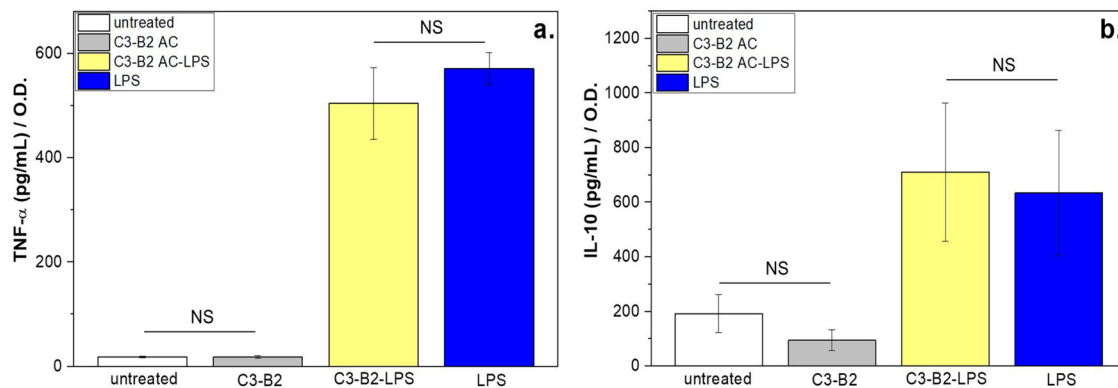 untreated
C3-B2 AC
C3-B2 AC-LPS
LPS
NS
a.
600
400
200
0
TNF-α (pg/mL) / O.D.
NS
untreated
C3-B2
C3-B2-LPS
LPS
untreated
C3-B2 AC
C3-B2 AC-LPS
LPS
b.
NS
1200
1000
800
600
400
200
0
IL-10 (pg/mL) / O.D.
NS
untreated
C3-B2
C3-B2-LPS
LPS